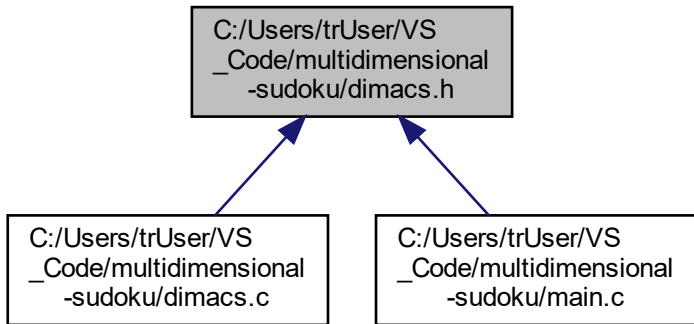 C:/Users/trUser/VS
_Code/multidimensional
-sudoku/dimacs.h
C:/Users/trUser/VS
_Code/multidimensional
-sudoku/dimacs.c
C:/Users/trUser/VS
_Code/multidimensional
-sudoku/main.c